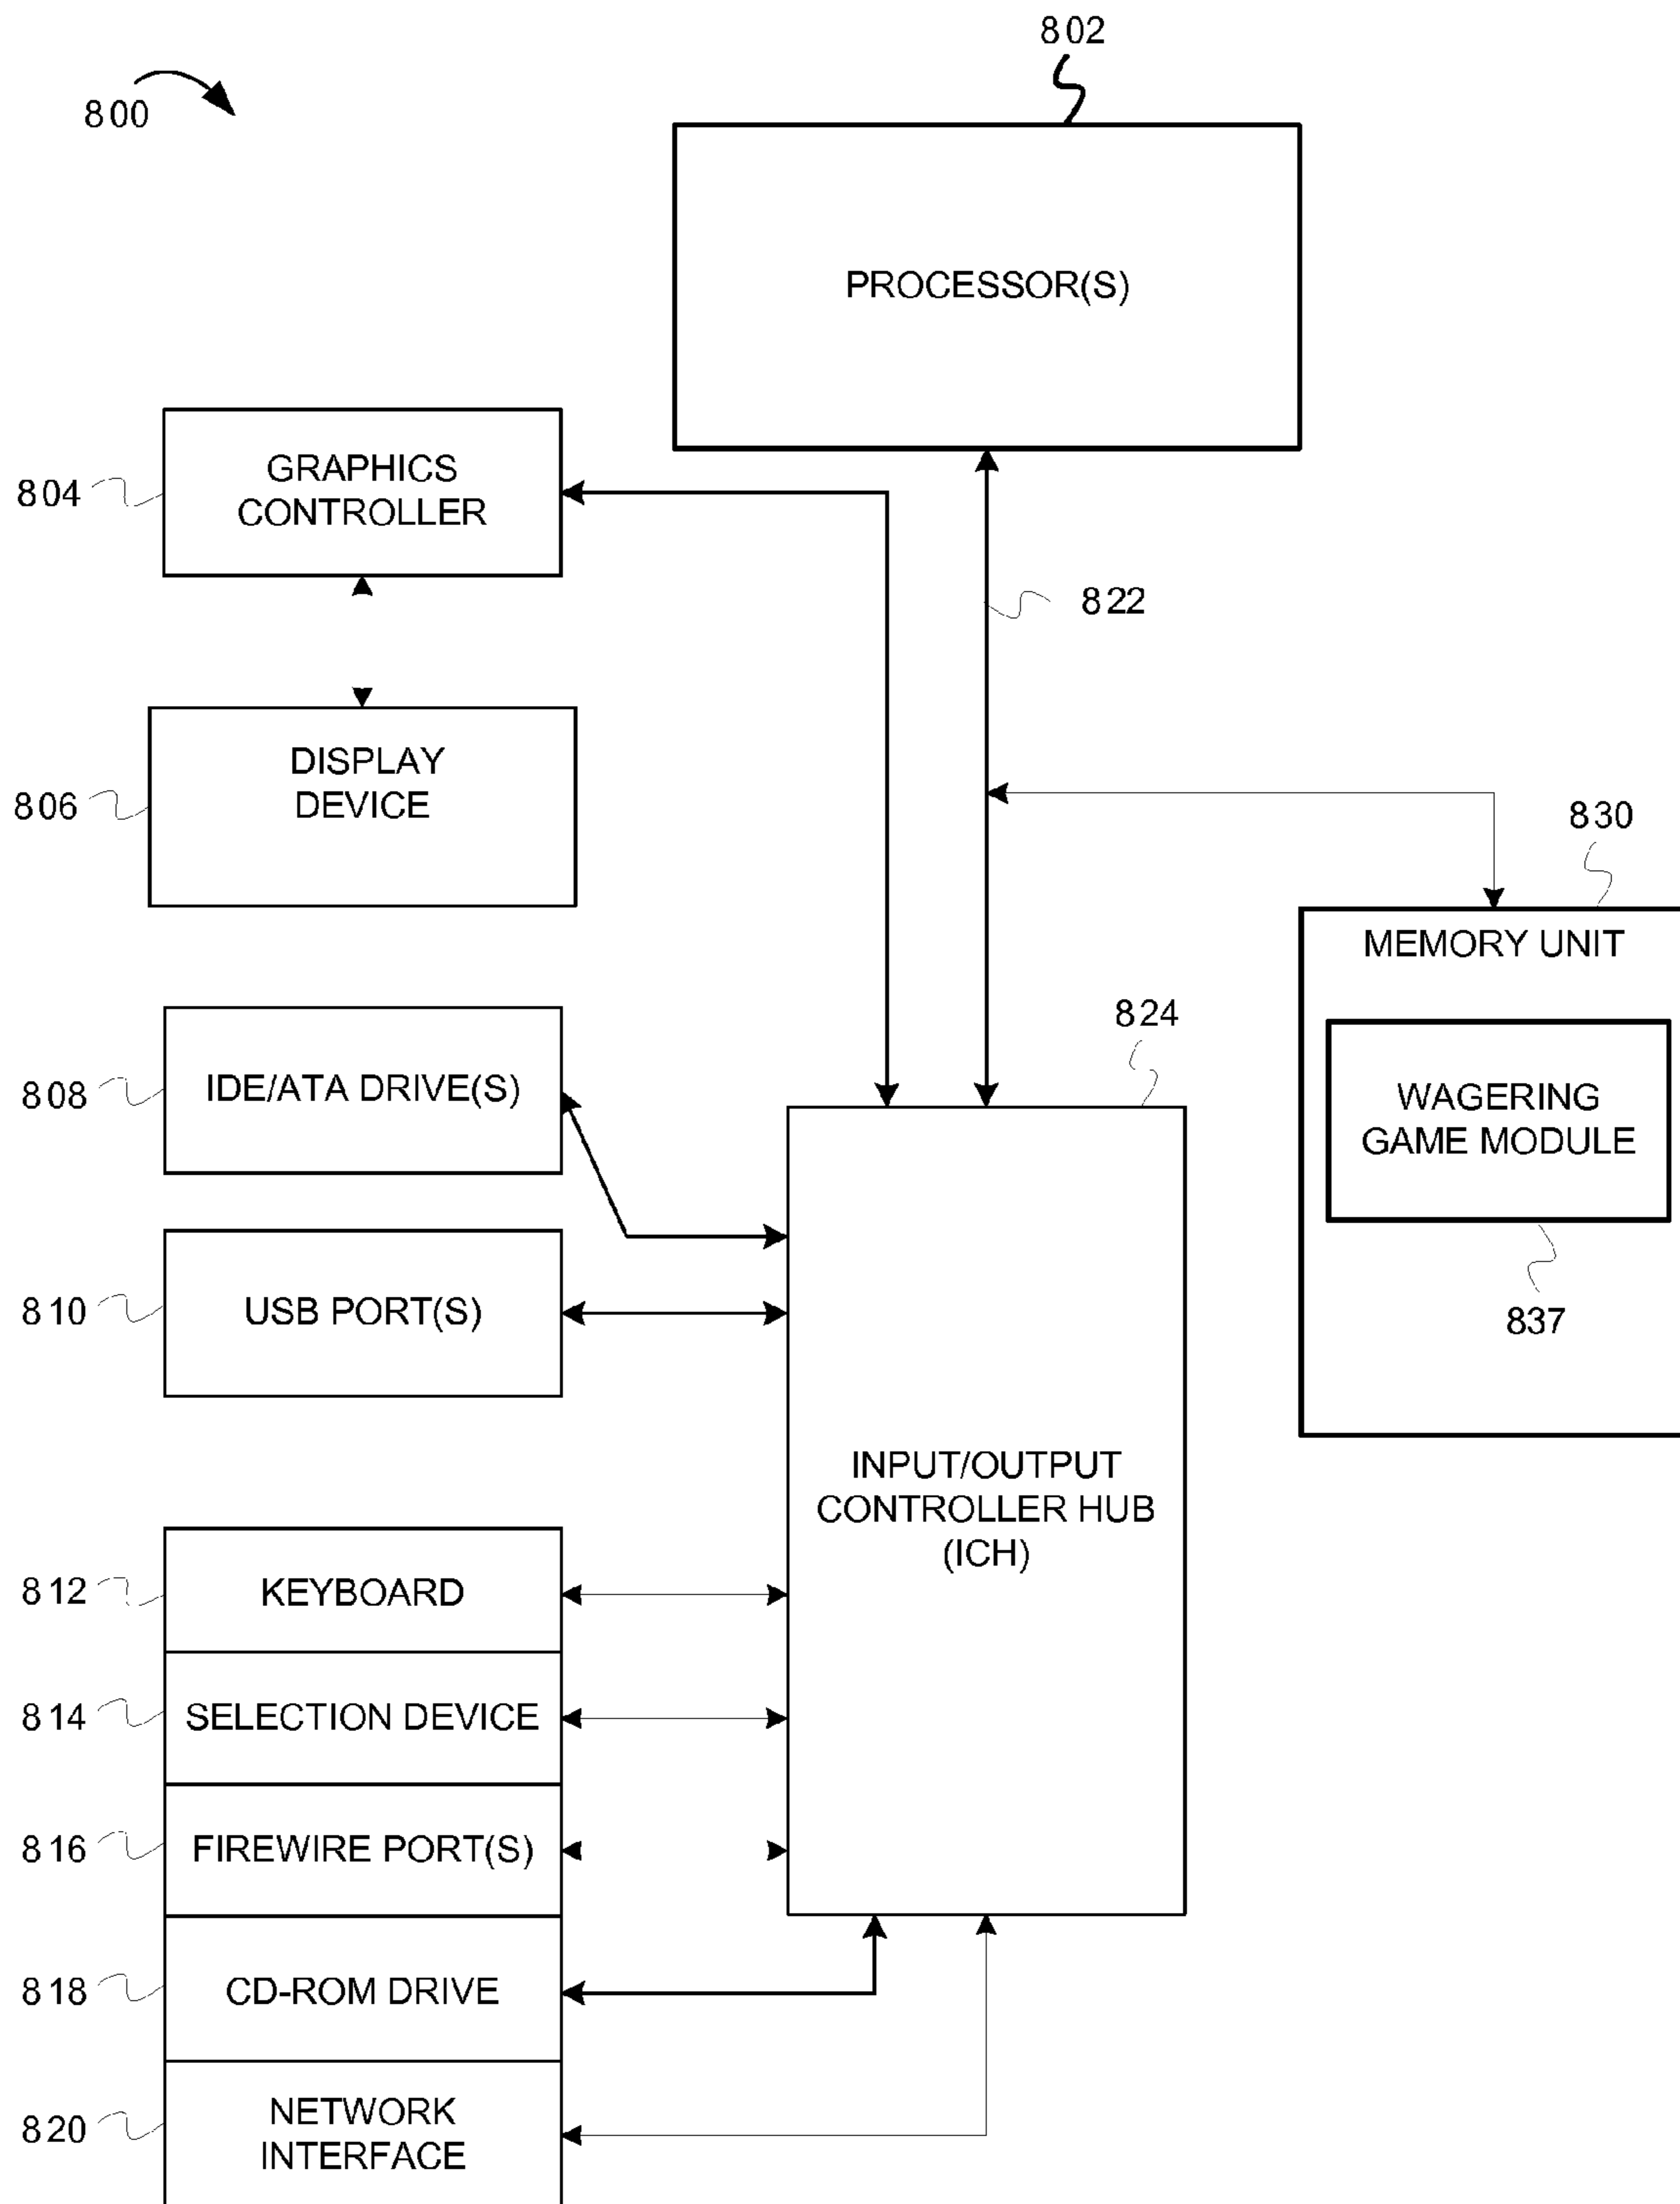 802
800
PROCESSOR(S)
GRAPHICS
CONTROLLER
804
822
DISPLAY
DEVICE
806
830
MEMORY UNIT
824
IDE/ATA DRIVE(S)
808
WAGERING
GAME MODULE
USB PORT(S)
810
837
INPUT/OUTPUT
CONTROLLER HUB
(ICH)
812
KEYBOARD
814
SELECTION DEVICE
816
FIREWIRE PORT(S)
818
CD-ROM DRIVE
820
NETWORK
INTERFACE